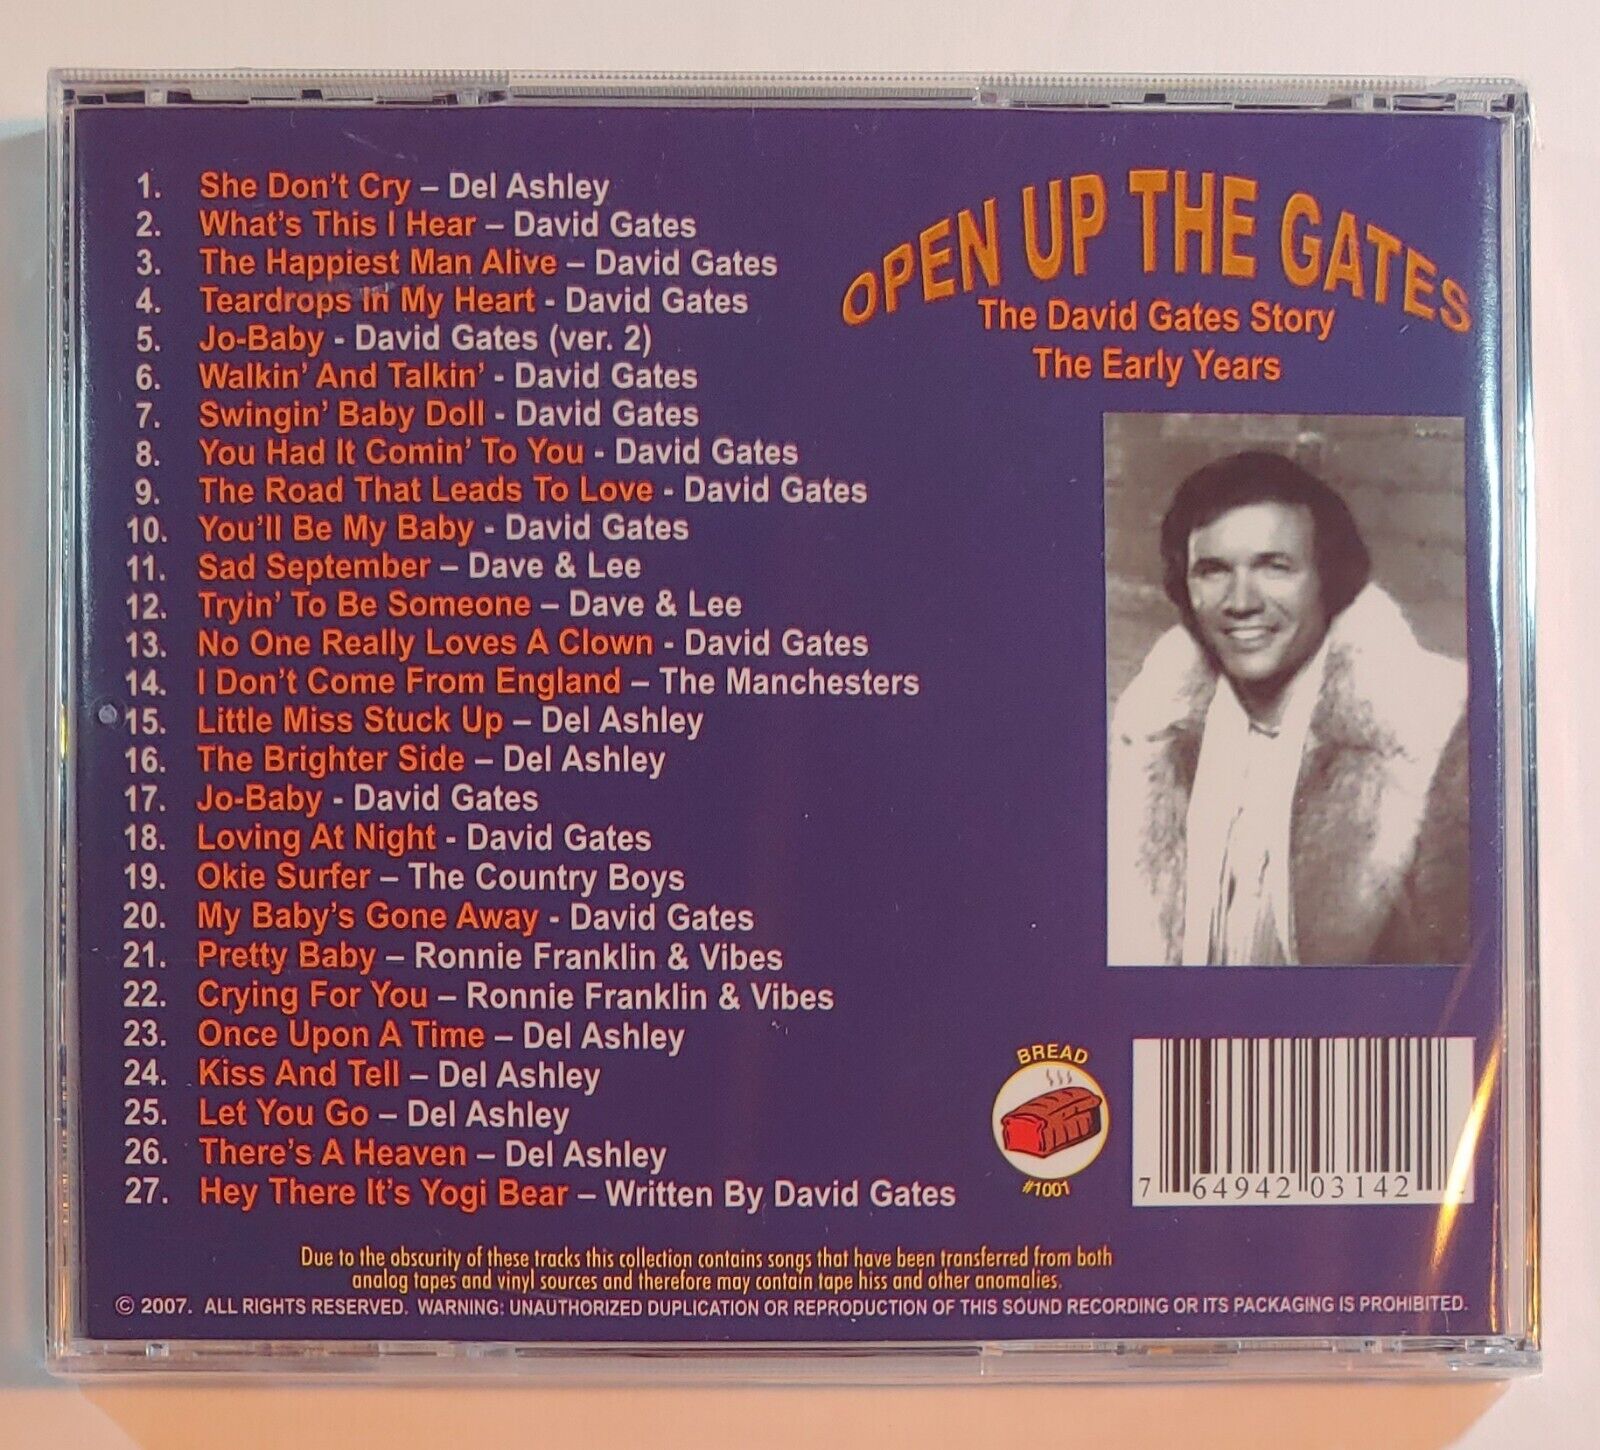 1. She Don't Cry – Del Ashley
2. What's This I Hear – David Gates
3. The Happiest Man Alive – David Gates
4. Teardrops In My Heart - David Gates
5. Jo-Baby - David Gates (ver. 2)
6. Walkin' And Talkin' - David Gates
7. Swingin' Baby Doll - David Gates
8. You Had It Comin' To You - David Gates
9. The Road That Leads To Love - David Gates
10. You'll Be My Baby - David Gates
11. Sad September – Dave & Lee
12. Tryin' To Be Someone – Dave & Lee
13. No One Really Loves A Clown - David Gates
14. I Don't Come From England – The Manchesters
15. Little Miss Stuck Up – Del Ashley
16. The Brighter Side – Del Ashley
17. Jo-Baby - David Gates
18. Loving At Night - David Gates
19. Okie Surfer – The Country Boys
20. My Baby's Gone Away - David Gates
21. Pretty Baby – Ronnie Franklin & Vibes
22. Crying For You – Ronnie Franklin & Vibes
23. Once Upon A Time – Del Ashley
24. Kiss And Tell – Del Ashley
25. Let You Go – Del Ashley
26. There's A Heaven – Del Ashley
27. Hey There It's Yogi Bear – Written By David Gates
OPEN UP THE GATES
The David Gates Story
The Early Years
BREAD
#1001
7 64942 03142
Due to the obscurity of these tracks this collection contains songs that have been transferred from both
analog tapes and vinyl sources and therefore may contain tape hiss and other anomalies.
© 2007. ALL RIGHTS RESERVED. WARNING: UNAUTHORIZED DUPLICATION OR REPRODUCTION OF THIS SOUND RECORDING OR ITS PACKAGING IS PROHIBITED.